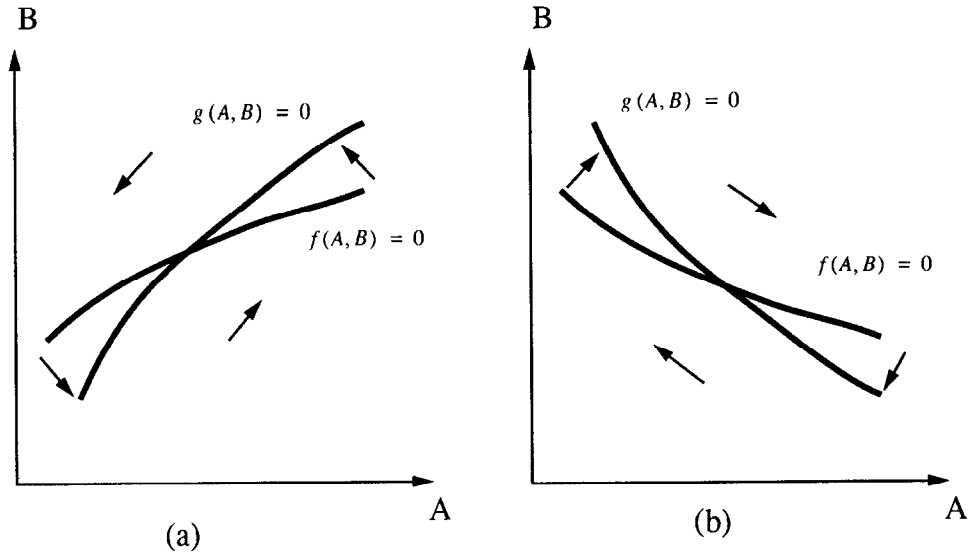 B
g(A, B) = 0
f(A, B) = 0
A
(a)
B
g(A, B) = 0
f(A, B) = 0
A
(b)